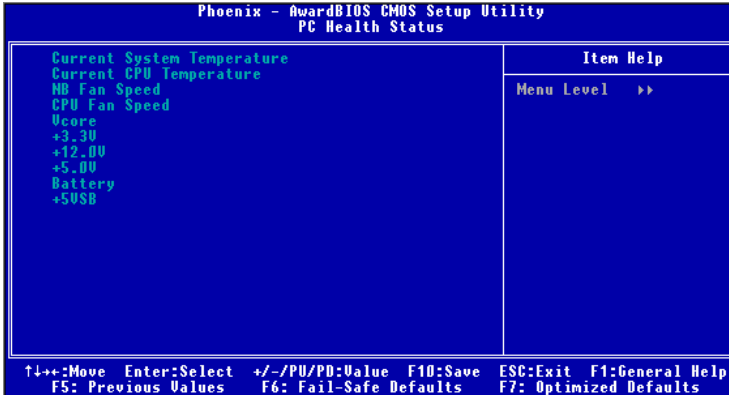 Phoenix - AwardBIOS CMOS Setup Utility
PC Health Status
Current System Temperature
Current CPU Temperature
NB Fan Speed
CPU Fan Speed
Vcore
+3.3V
+12.0V
+5.0V
Battery
+5VSB
Item Help
Menu Level ▸▸
↑↓→←:Move Enter:Select +/-/PU/PD:Value F10:Save ESC:Exit F1:General Help
F5: Previous Values F6: Fail-Safe Defaults F7: Optimized Defaults